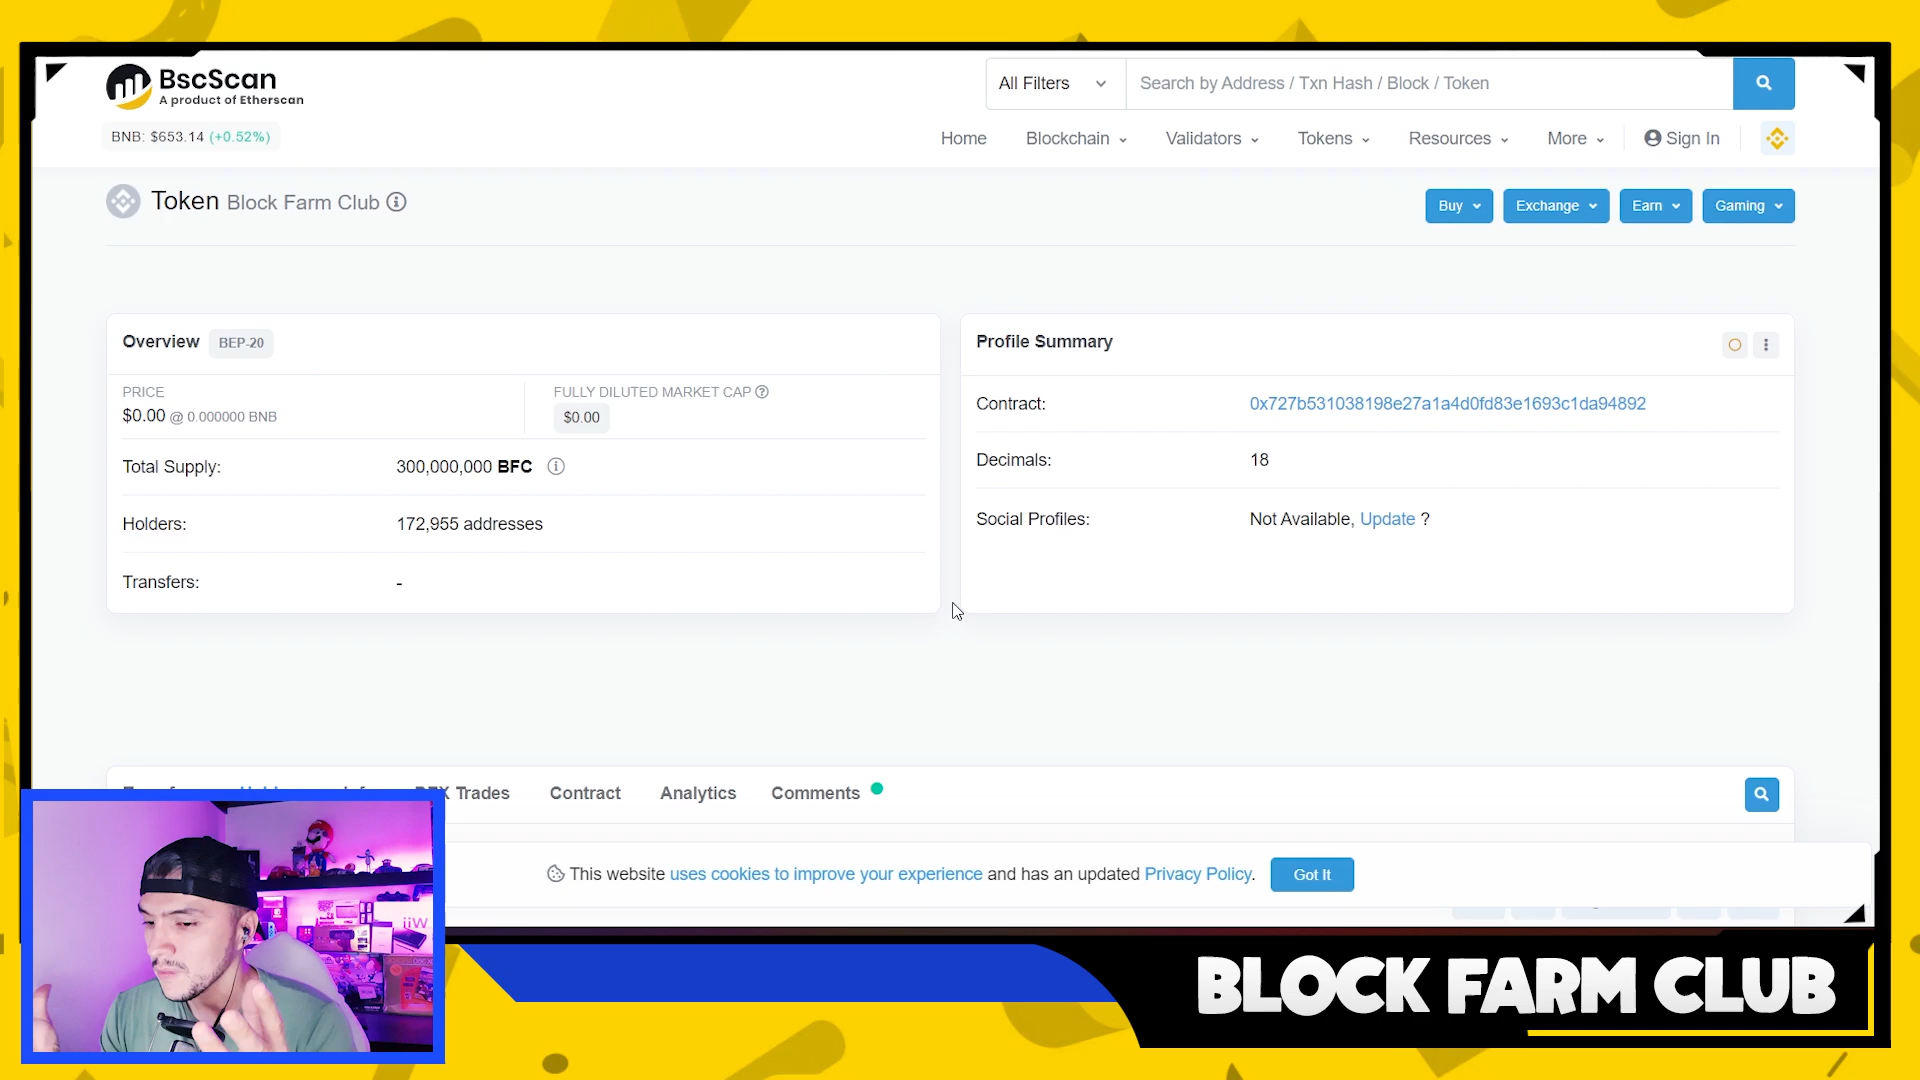 BscScan
A product of Etherscan
All Filters
Search by Address / Txn Hash / Block / Token
BNB: $653.14 (+0.52%)
Home Blockchain Validators Tokens Resources More Sign In
Token Block Farm Club
Buy Exchange Earn Gaming
Overview BEP-20
PRICE
$0.00 @ 0.000000 BNB
FULLY DILUTED MARKET CAP
$0.00
Total Supply: 300,000,000 BFC
Holders: 172,955 addresses
Transfers: -
Profile Summary
Contract: 0x727b531038198e27a1a4d0fd83e1693c1da94892
Decimals: 18
Social Profiles: Not Available, Update ?
Trades Contract Analytics Comments
This website uses cookies to improve your experience and has an updated Privacy Policy. Got It
BLOCK FARM CLUB